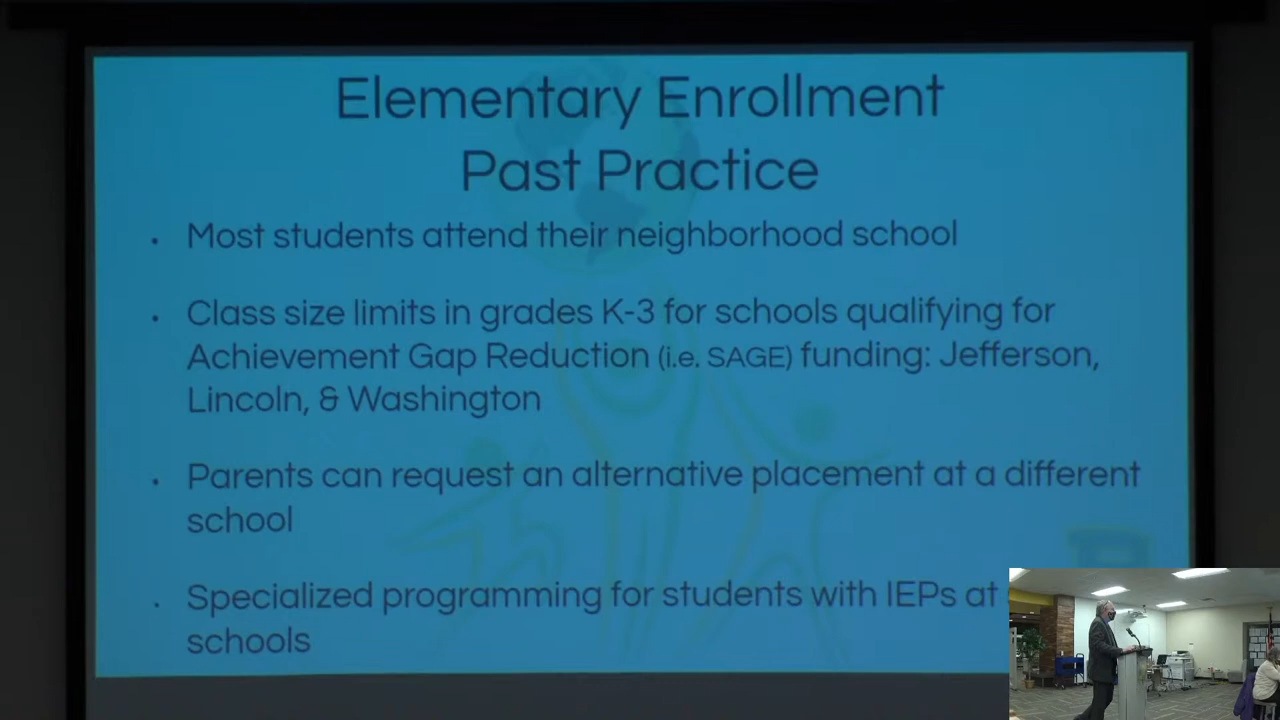 Elementary Enrollment
Past Practice
• Most students attend their neighborhood school
• Class size limits in grades K-3 for schools qualifying for
Achievement Gap Reduction (i.e. SAGE) funding: Jefferson,
Lincoln, & Washington
• Parents can request an alternative placement at a different
school
• Specialized programming for students with IEPs at
schools